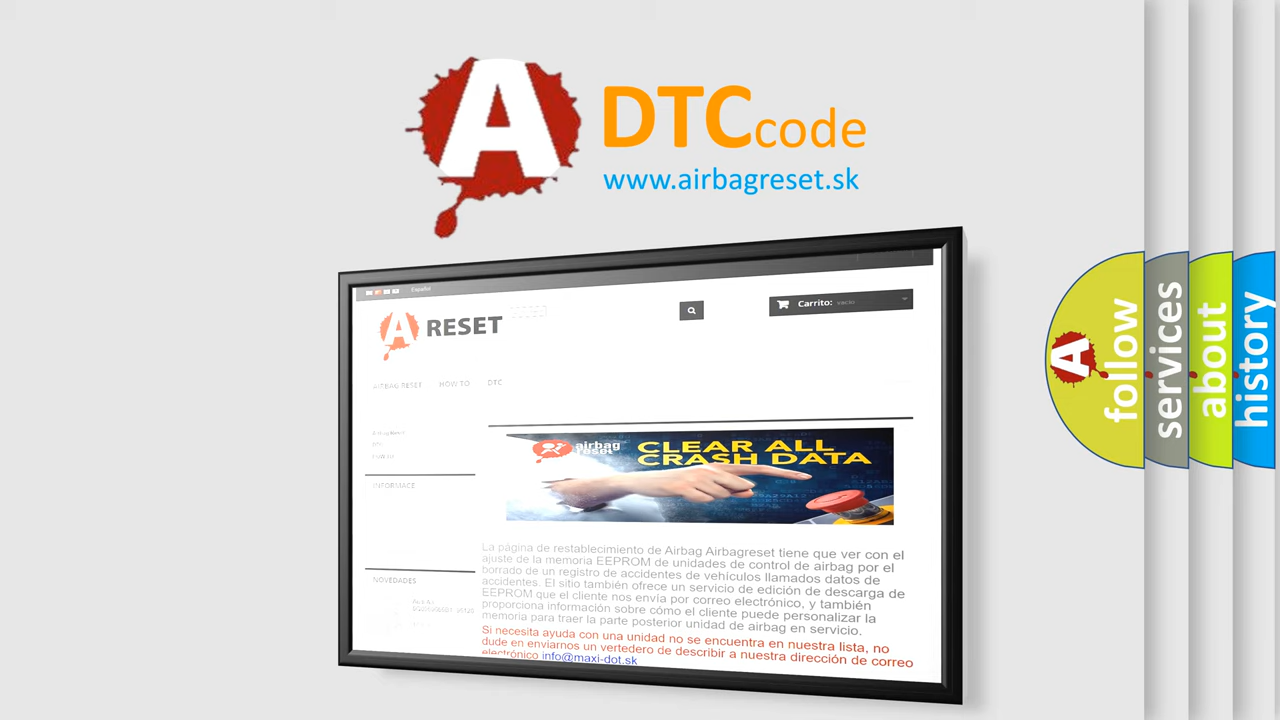 A
DTCcode
www.airbagreset.sk
Español
A RESET
Carrito: vacío
AIRBAG RESET HOW TO DTC
INFORMACE
NOVEDADES
airbag
reset
CLEAR ALL
CRASH DATA
La página de restablecimiento de Airbag Airbagreset tiene que ver con el
ajuste de la memoria EEPROM de unidades de control de airbag por el
borrado de un registro de accidentes de vehículos llamados datos de
accidentes. El sitio también ofrece un servicio de edición de descarga de
EEPROM que el cliente nos envía por correo electrónico, y también
proporciona información sobre cómo el cliente puede personalizar la
memoria para traer la parte posterior unidad de airbag en servicio.
Si necesita ayuda con una unidad no se encuentra en nuestra lista, no
dude en enviarnos un vertedero de describir a nuestra dirección de correo
electrónico info@maxi-dot.sk
A
follow
services
about
history